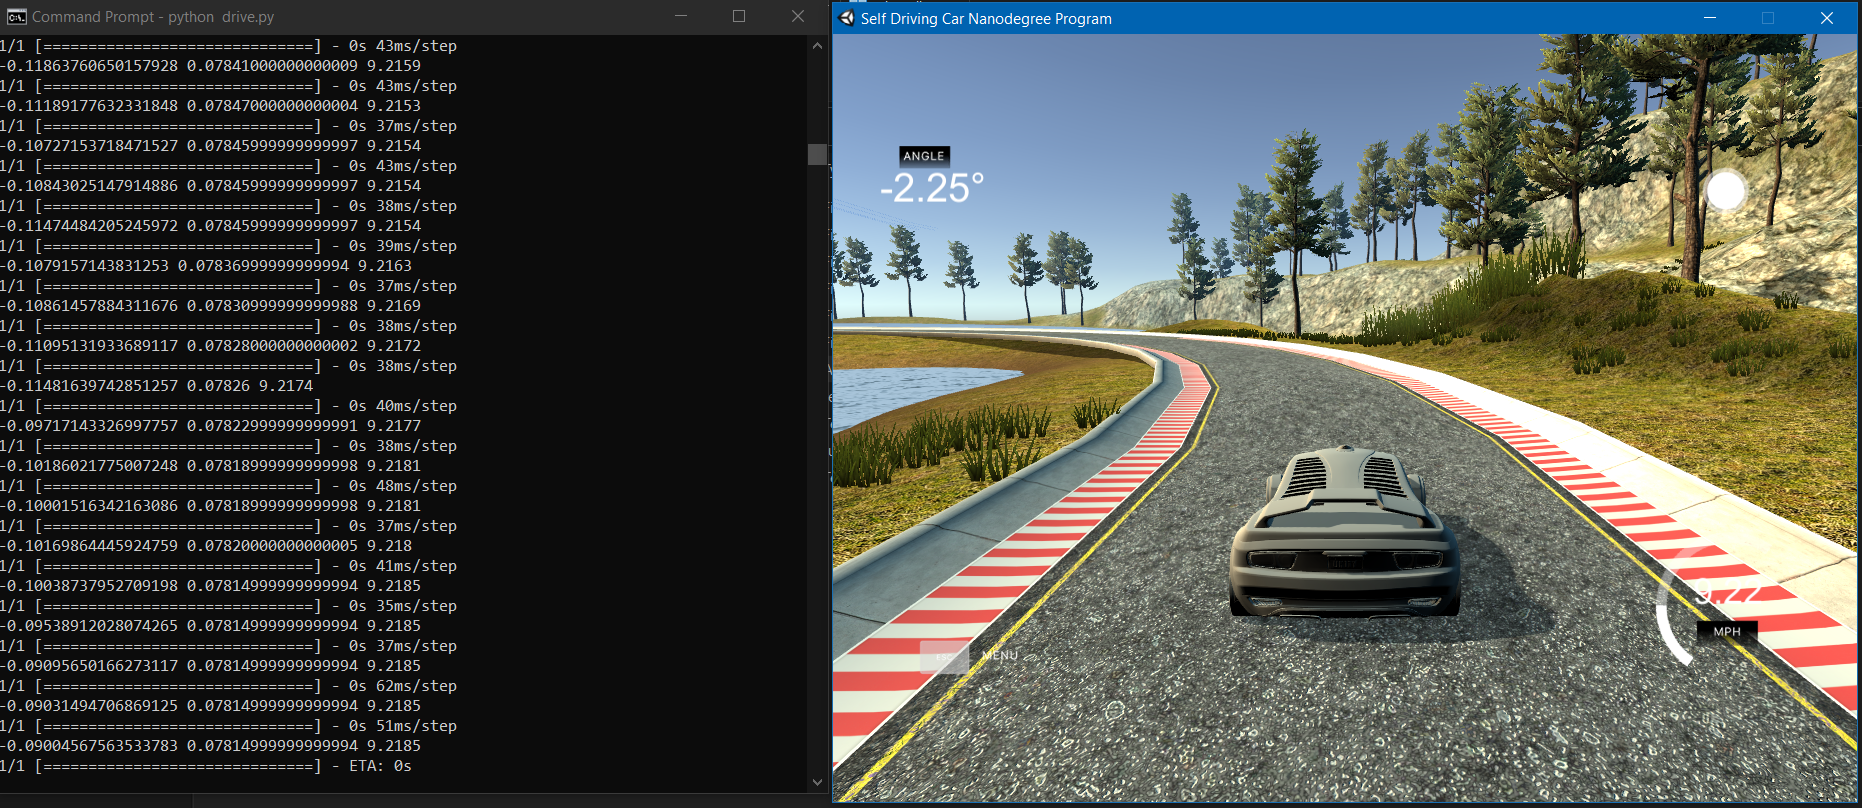 Command Prompt - python  drive.py
1/1 [==============================] - 0s 43ms/step
-0.11863760650157928 0.07841000000000009 9.2159
1/1 [==============================] - 0s 43ms/step
-0.11189177632331848 0.07847000000000004 9.2153
1/1 [==============================] - 0s 37ms/step
-0.10727153718471527 0.07845999999999997 9.2154
1/1 [==============================] - 0s 43ms/step
-0.10843025147914886 0.07845999999999997 9.2154
1/1 [==============================] - 0s 38ms/step
-0.11474484205245972 0.07845999999999997 9.2154
1/1 [==============================] - 0s 39ms/step
-0.1079157143831253 0.07836999999999994 9.2163
1/1 [==============================] - 0s 37ms/step
-0.10861457884311676 0.07830999999999988 9.2169
1/1 [==============================] - 0s 38ms/step
-0.11095131933689117 0.07828000000000002 9.2172
1/1 [==============================] - 0s 38ms/step
-0.11481639742851257 0.07826 9.2174
1/1 [==============================] - 0s 40ms/step
-0.09717143326997757 0.07822999999999991 9.2177
1/1 [==============================] - 0s 38ms/step
-0.10186021775007248 0.07818999999999998 9.2181
1/1 [==============================] - 0s 48ms/step
-0.10001516342163086 0.07818999999999998 9.2181
1/1 [==============================] - 0s 37ms/step
-0.10169864445924759 0.07820000000000005 9.218
1/1 [==============================] - 0s 41ms/step
-0.10038737952709198 0.07814999999999994 9.2185
1/1 [==============================] - 0s 35ms/step
-0.09538912028074265 0.07814999999999994 9.2185
1/1 [==============================] - 0s 37ms/step
-0.09095650166273117 0.07814999999999994 9.2185
1/1 [==============================] - 0s 62ms/step
-0.09031494706869125 0.07814999999999994 9.2185
1/1 [==============================] - 0s 51ms/step
-0.09004567563533783 0.07814999999999994 9.2185
1/1 [==============================] - ETA: 0s
Self Driving Car Nanodegree Program
ANGLE
-2.25°
9.22
MPH
ESC
MENU